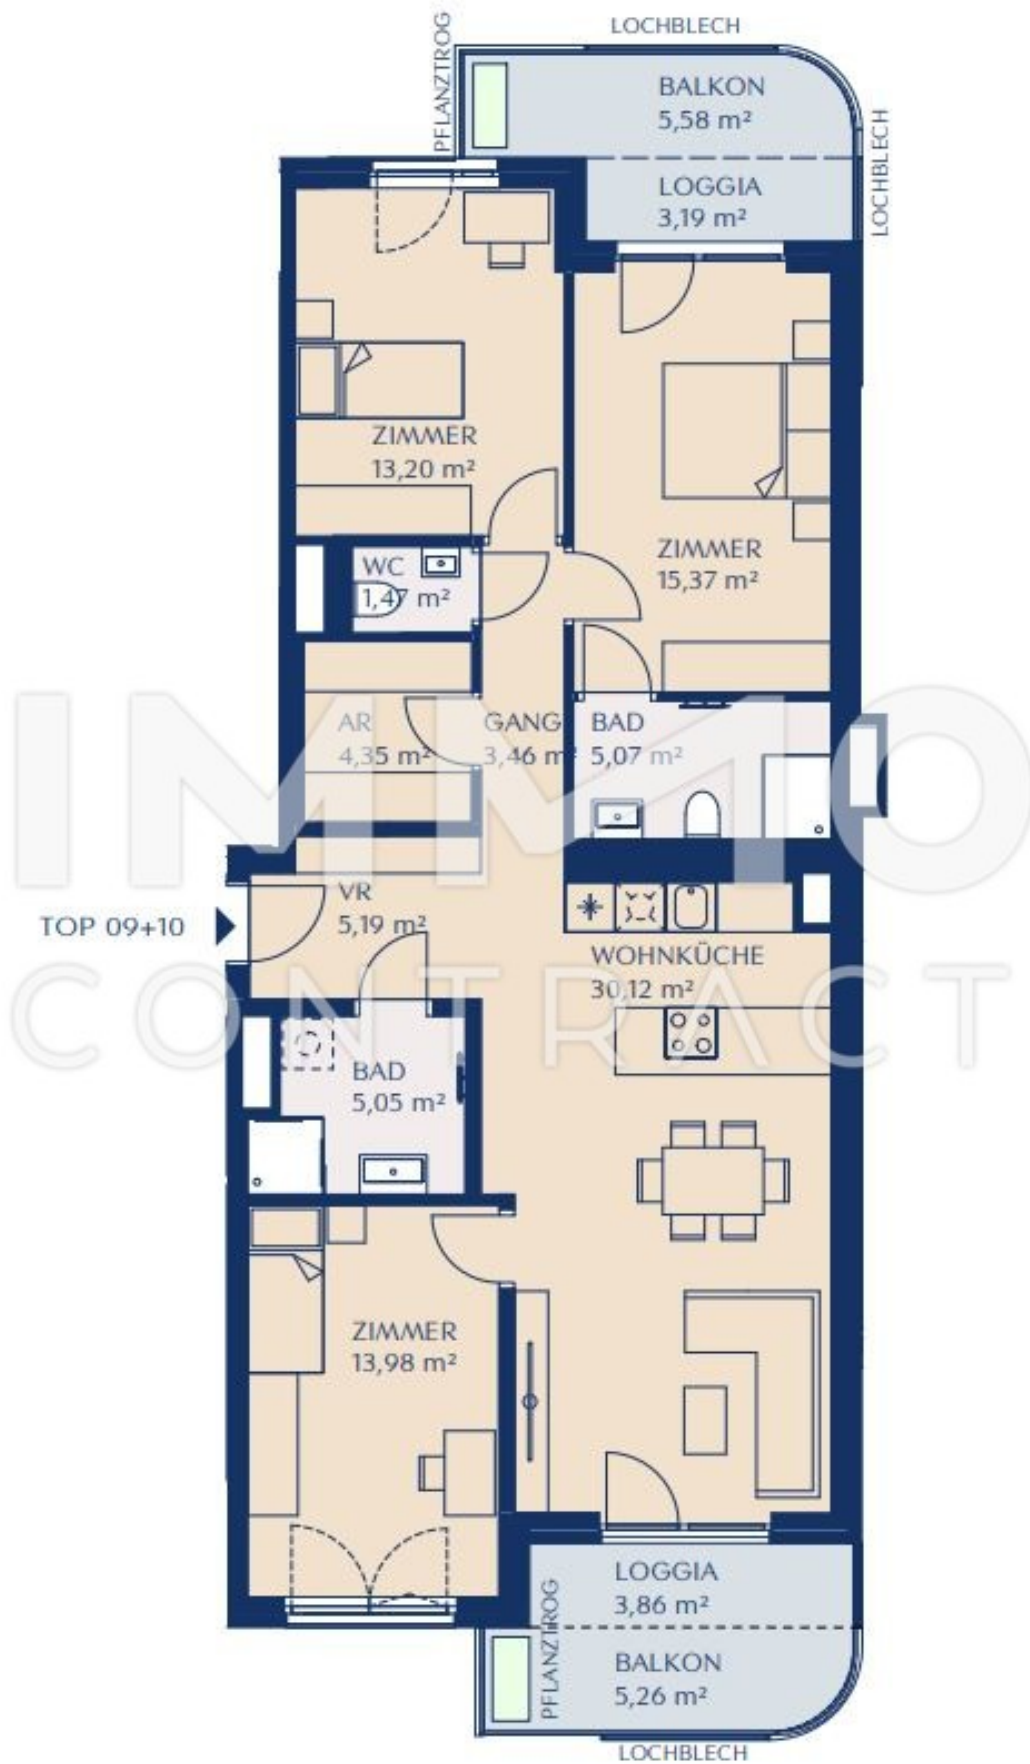 LOCHBLECH
PFLANZTROG
BALKON
5,58 m²
LOCHBLECH
LOGGIA
3,19 m²
ZIMMER
13,20 m²
ZIMMER
15,37 m²
WC
1,47 m²
AR
4,35 m²
GANG
3,46 m²
BAD
5,07 m²
IMMO
VR
5,19 m²
TOP 09+10
WOHNKÜCHE
30,12 m²
CONTRACT
BAD
5,05 m²
ZIMMER
13,98 m²
LOGGIA
3,86 m²
PFLANZTROG
BALKON
5,26 m²
LOCHBLECH